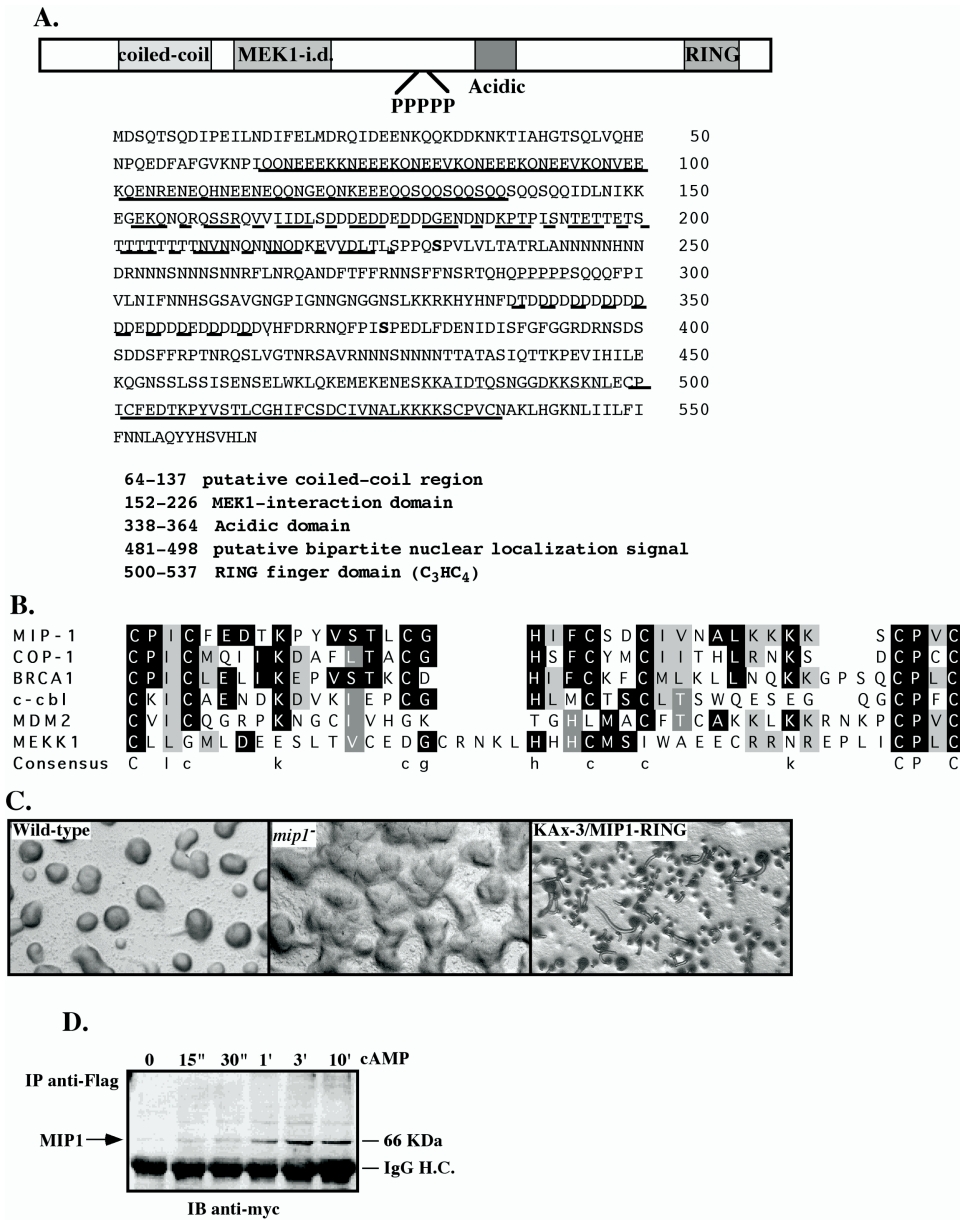 A.
coiled-coil MEK1-i.d. RING
Acidic
PPPPP
MDSQTSQDIPEILNDIFELMDRQIDEENKQQKDDKNKTIAHGTSQLVQHE 50
NPQEDFAFGVKNPIQQNEEEKKNEEEKQNEEVKQNEEEKQNEEVKQNVEE 100
KQENRENEQHNEENEQQNGEQNKEEEQQSQQSQQSQQSQQSQQIDLNIKK 150
EGEKQNQRQSSRQVVIIDLSDDDEDDEDDDGENDNDKPTPISNTETTETS 200
TTTTTTTTNVNNQNNNQDKEVVDLTLSPPQSPVLVLTATRLANNNNNHNN 250
DRNNNSNNNSNNRFLNRQANDFTFFRNNSFFNSRTQHQPPPPPSQQQFPI 300
VLNIFNNHSGSAVGNGPIGNNGNGGNSLKKRKHYHNFDTDDDDDDDDDDD 350
DDEDDDDEDDDDDDVHFDRRNQFPISPEDLFDENIDISFGFGGRDRNSDS 400
SDDSFFRPTNRQSLVGTNRSAVRNNNSNNNNTTATASIQTTKPEVIHILE 450
KQGNSSLSSISENSELWKLQKEMEKENESKKAIDTQSNGGDKKSKNLECP 500
ICFEDTKPYVSTLCGHIFCSDCIVNALKKKKSCPVCNAKLHGKNLIILFI 550
FNNLAQYYHSVHLN
64–137 putative coiled-coil region
152–226 MEK1-interaction domain
338–364 Acidic domain
481–498 putative bipartite nuclear localization signal
500–537 RING finger domain (C3HC4)
B.
MIP-1 CPICFEDTKPYVSTLCG HIFCSDCIVNALKKKK SCPVC
COP-1 CPICMQIIKDAFLTACG HSFCYMCIITHLRNKS DCPCC
BRCA1 CPICLELIKEPVSTKCD HIFCKFCMLKLLNQKKGPSQCPLC
c-cbl CKICAENDKDVKIEPCG HLMCTSCLTSWQESEG QGCPFC
MDM2 CVICQGRPKNGCIVHGK TGHLMACFTCAKKLKKRNKPCPVC
MEKK1 CLLGMLDEESLTVCEDGCRNKLHHHCMSIWAEECRRNREPLICPLC
Consensus C Ic k cg h c c k CP C
C.
Wild-type mip1- KAx-3/MIP1-RING
D.
0 15" 30" 1' 3' 10' cAMP
IP anti-Flag
MIP1 66 KDa
IgG H.C.
IB anti-myc